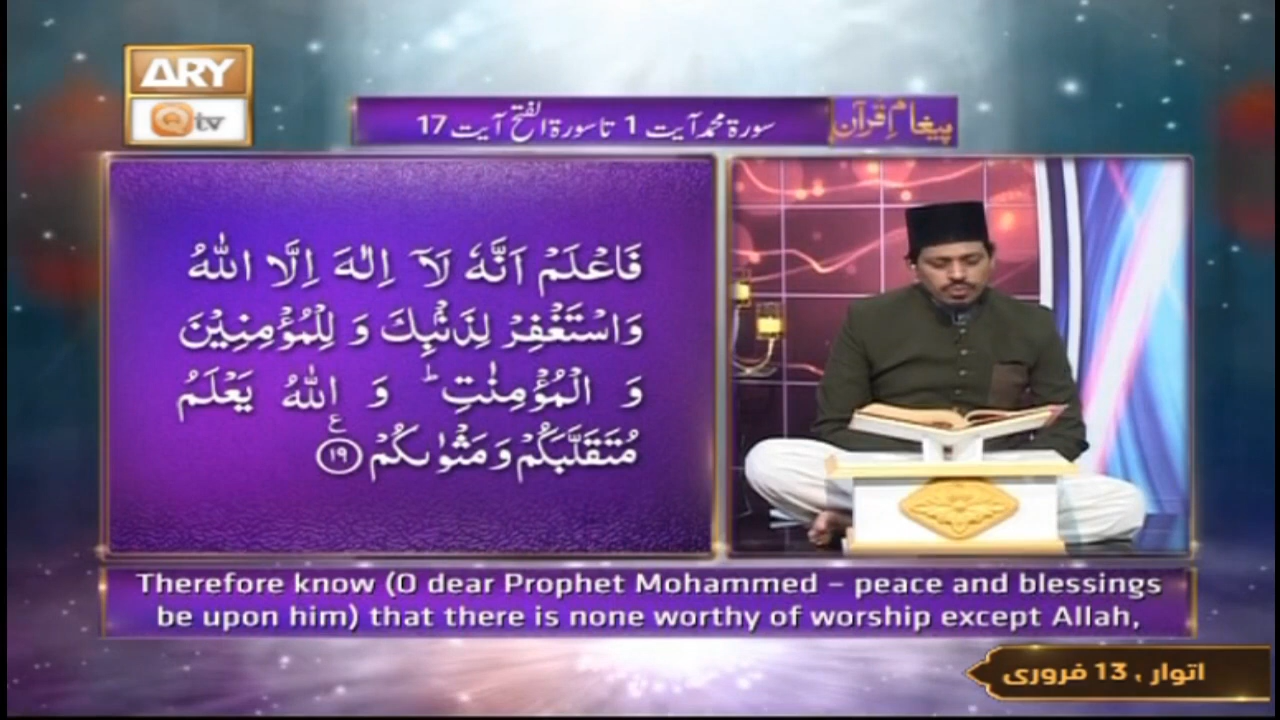 ARY
Qtv
پیغامِ قرآن
سورة محمد آیت 1 تا سورة الفتح آیت 17
فَاعْلَمْ اَنَّهٗ لَاۤ اِلٰهَ اِلَّا اللّٰهُ
وَاسْتَغْفِرْ لِذَنْۢبِكَ وَ لِلْمُؤْمِنِیْنَ
وَ الْمُؤْمِنٰتِؕ وَ اللّٰهُ یَعْلَمُ
مُتَقَلَّبَكُمْ وَ مَثْوٰىكُمْ ع ۱۹
Therefore know (O dear Prophet Mohammed – peace and blessings
be upon him) that there is none worthy of worship except Allah,
اتوار ، 13 فروری